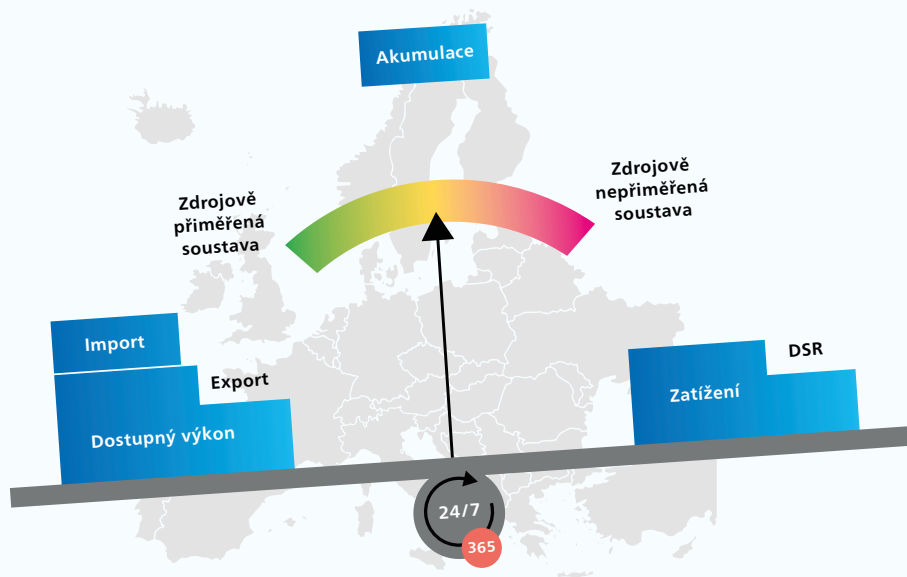 Akumulace
Zdrojově
přiměřená
soustava
Zdrojově
nepřiměřená
soustava
Import
Export
Dostupný výkon
DSR
Zatížení
24/7
365